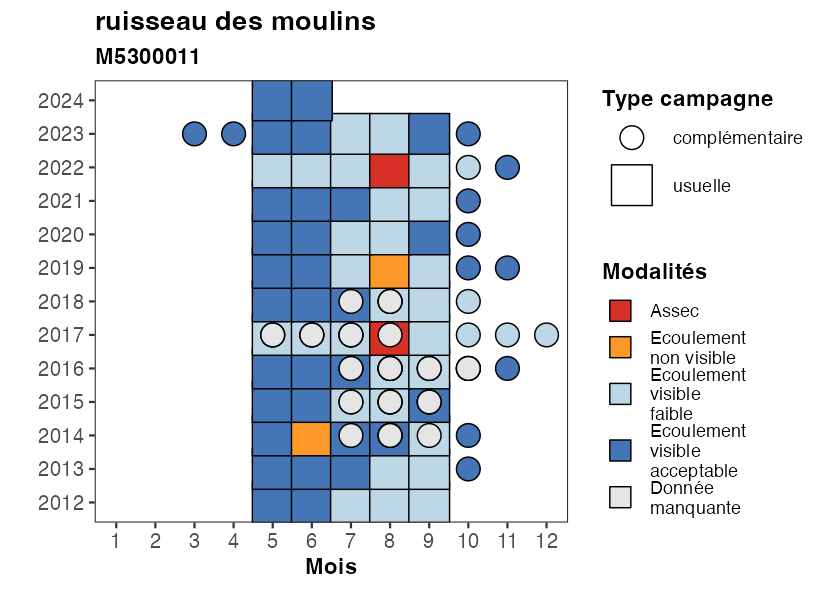 ruisseau des moulins
M5300011
2024
2023
2022
2021
2020
2019
2018
2017
2016
2015
2014
2013
2012
1 2 3 4 5 6 7 8 9 10 11 12
Mois
Type campagne
complémentaire
usuelle
Modalités
Assec
Ecoulement
non visible
Ecoulement
visible
faible
Ecoulement
visible
acceptable
Donnée
manquante